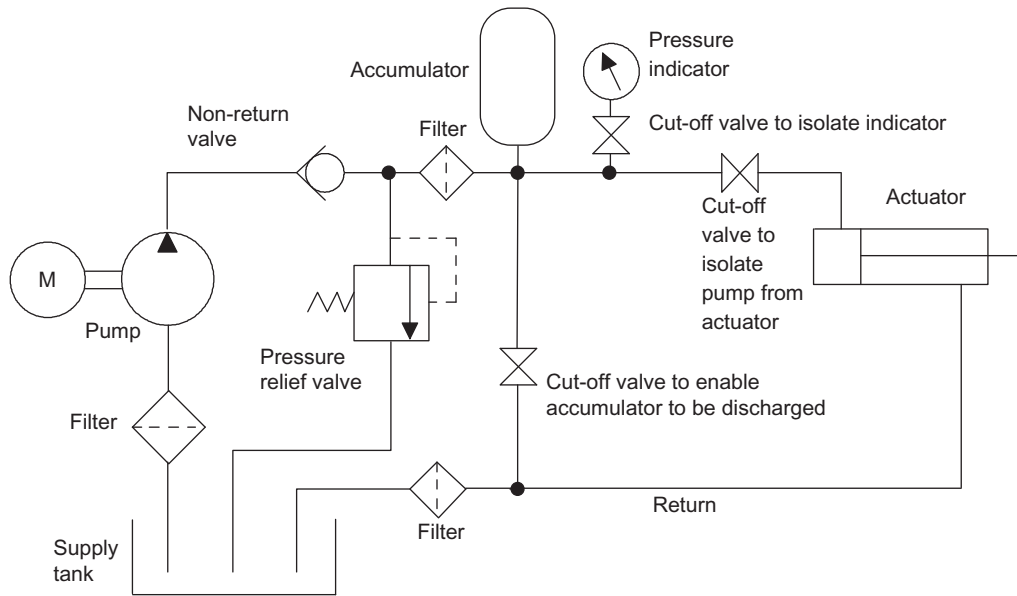 Pressure
indicator
Accumulator
Non-return
valve
Filter
Cut-off valve to isolate indicator
Cut-off
valve to
isolate
pump from
actuator
Actuator
M
Pump
Pressure
relief valve
Cut-off valve to enable
accumulator to be discharged
Filter
Return
Filter
Supply
tank